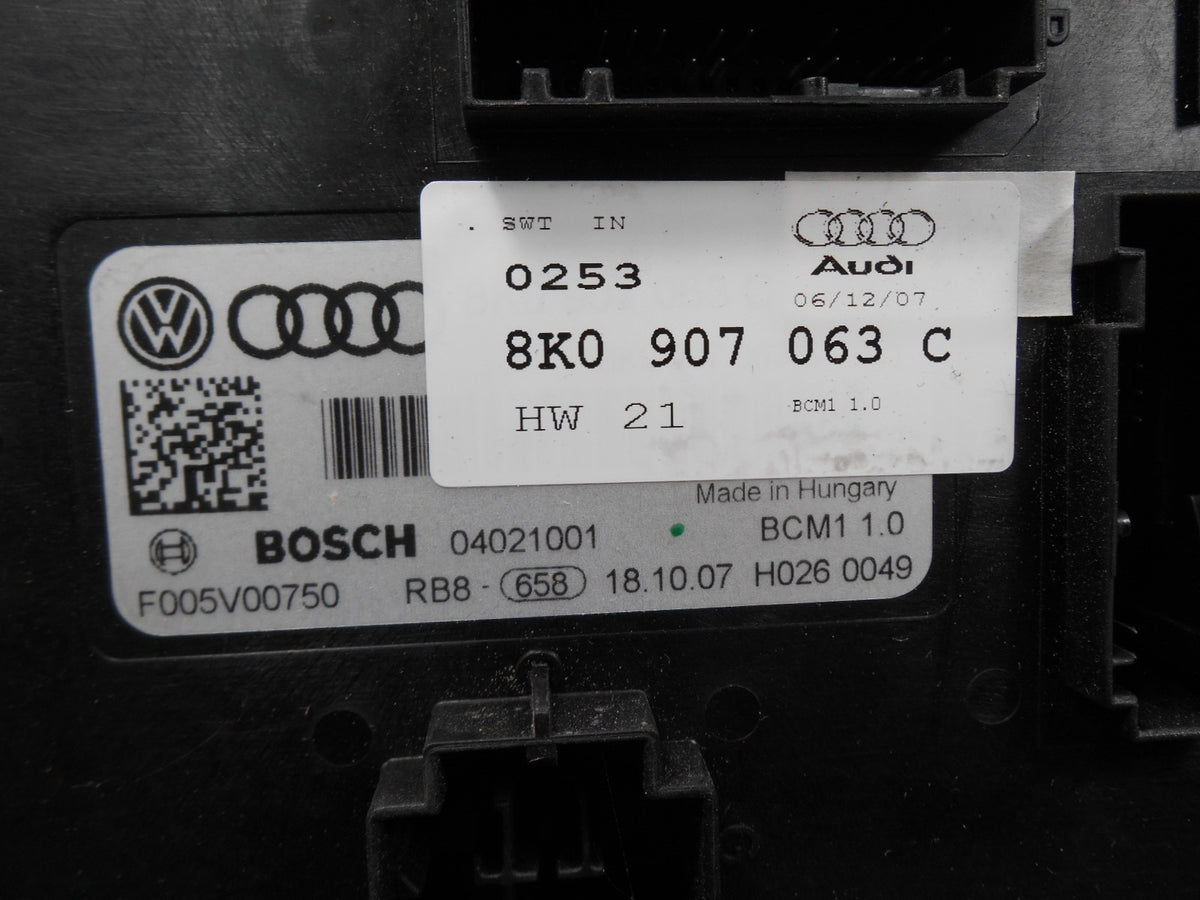 . SWT IN
0253
Audi
06/12/07
8K0 907 063 C
HW 21
BCM1 1.0
Made in Hungary
BOSCH 04021001 BCM1 1.0
F005V00750 RB8 - 658 18.10.07 H026 0049